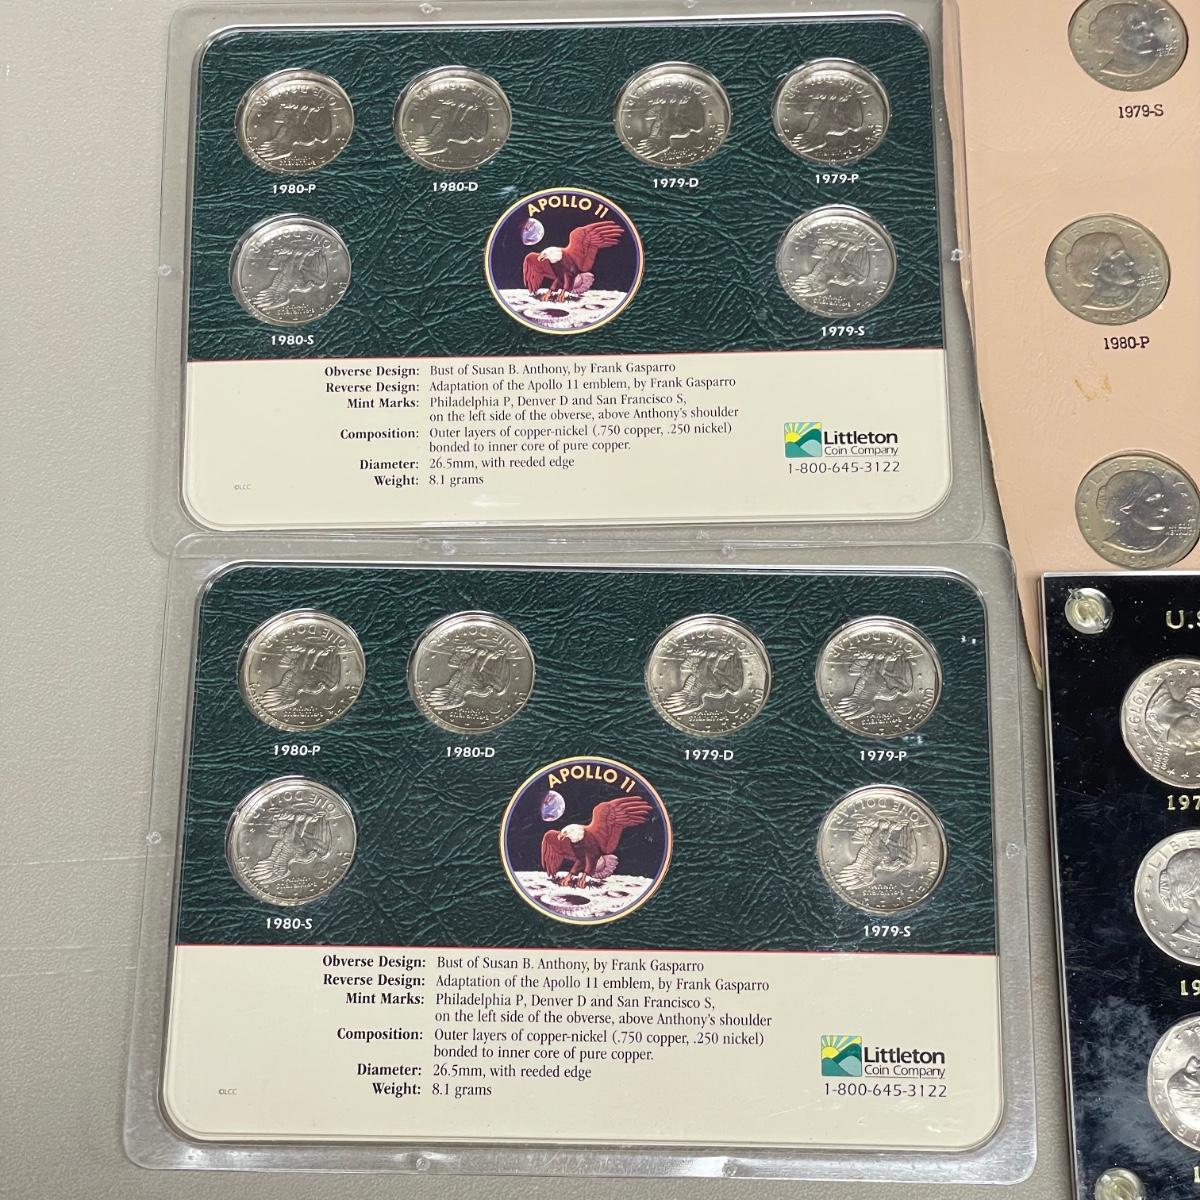 1980-P
1980-D
1979-D
1979-P
APOLLO 11
1980-S
1979-S
Obverse Design: Bust of Susan B. Anthony, by Frank Gasparro
Reverse Design: Adaptation of the Apollo 11 emblem, by Frank Gasparro
Mint Marks: Philadelphia P, Denver D and San Francisco S,
on the left side of the obverse, above Anthony's shoulder
Composition: Outer layers of copper-nickel (.750 copper, .250 nickel)
bonded to inner core of pure copper.
Diameter: 26.5mm, with reeded edge
Weight: 8.1 grams
Littleton
Coin Company
1-800-645-3122
©LCC
1980-P
1980-D
1979-D
1979-P
APOLLO 11
1980-S
1979-S
Obverse Design: Bust of Susan B. Anthony, by Frank Gasparro
Reverse Design: Adaptation of the Apollo 11 emblem, by Frank Gasparro
Mint Marks: Philadelphia P, Denver D and San Francisco S,
on the left side of the obverse, above Anthony's shoulder
Composition: Outer layers of copper-nickel (.750 copper, .250 nickel)
bonded to inner core of pure copper.
Diameter: 26.5mm, with reeded edge
Weight: 8.1 grams
Littleton
Coin Company
1-800-645-3122
©LCC
1979-S
LIBERTY
1980-P
LIBERTY
U.S
1979
197
19